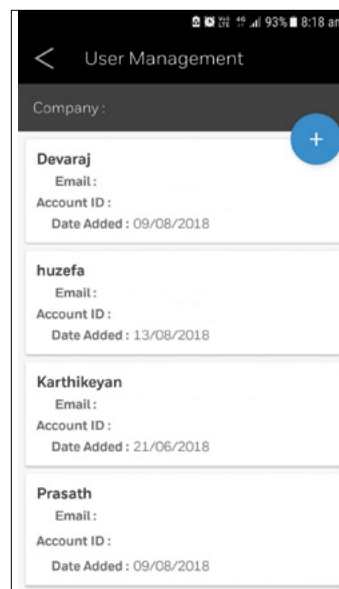 93% 8:18 am
User Management
Company :
+
Devaraj
Email :
Account ID :
Date Added : 09/08/2018
huzefa
Email :
Account ID :
Date Added : 13/08/2018
Karthikeyan
Email :
Account ID :
Date Added : 21/06/2018
Prasath
Email :
Account ID :
Date Added : 09/08/2018